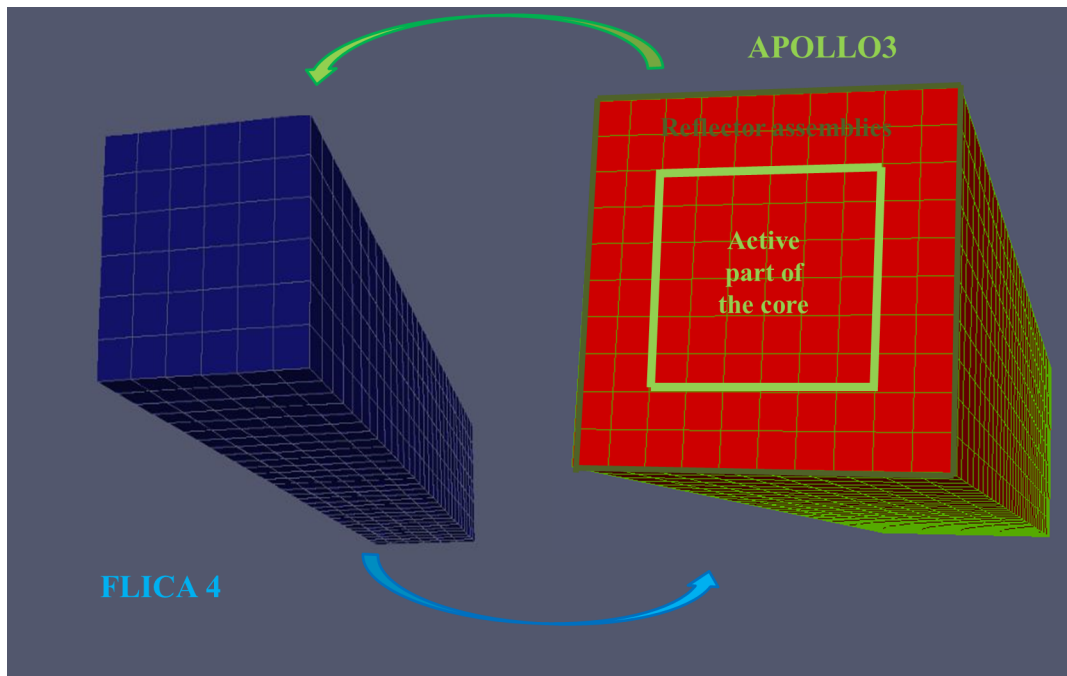 APOLLO3
Reflector assemblies
Active
part of
the core
FLICA 4